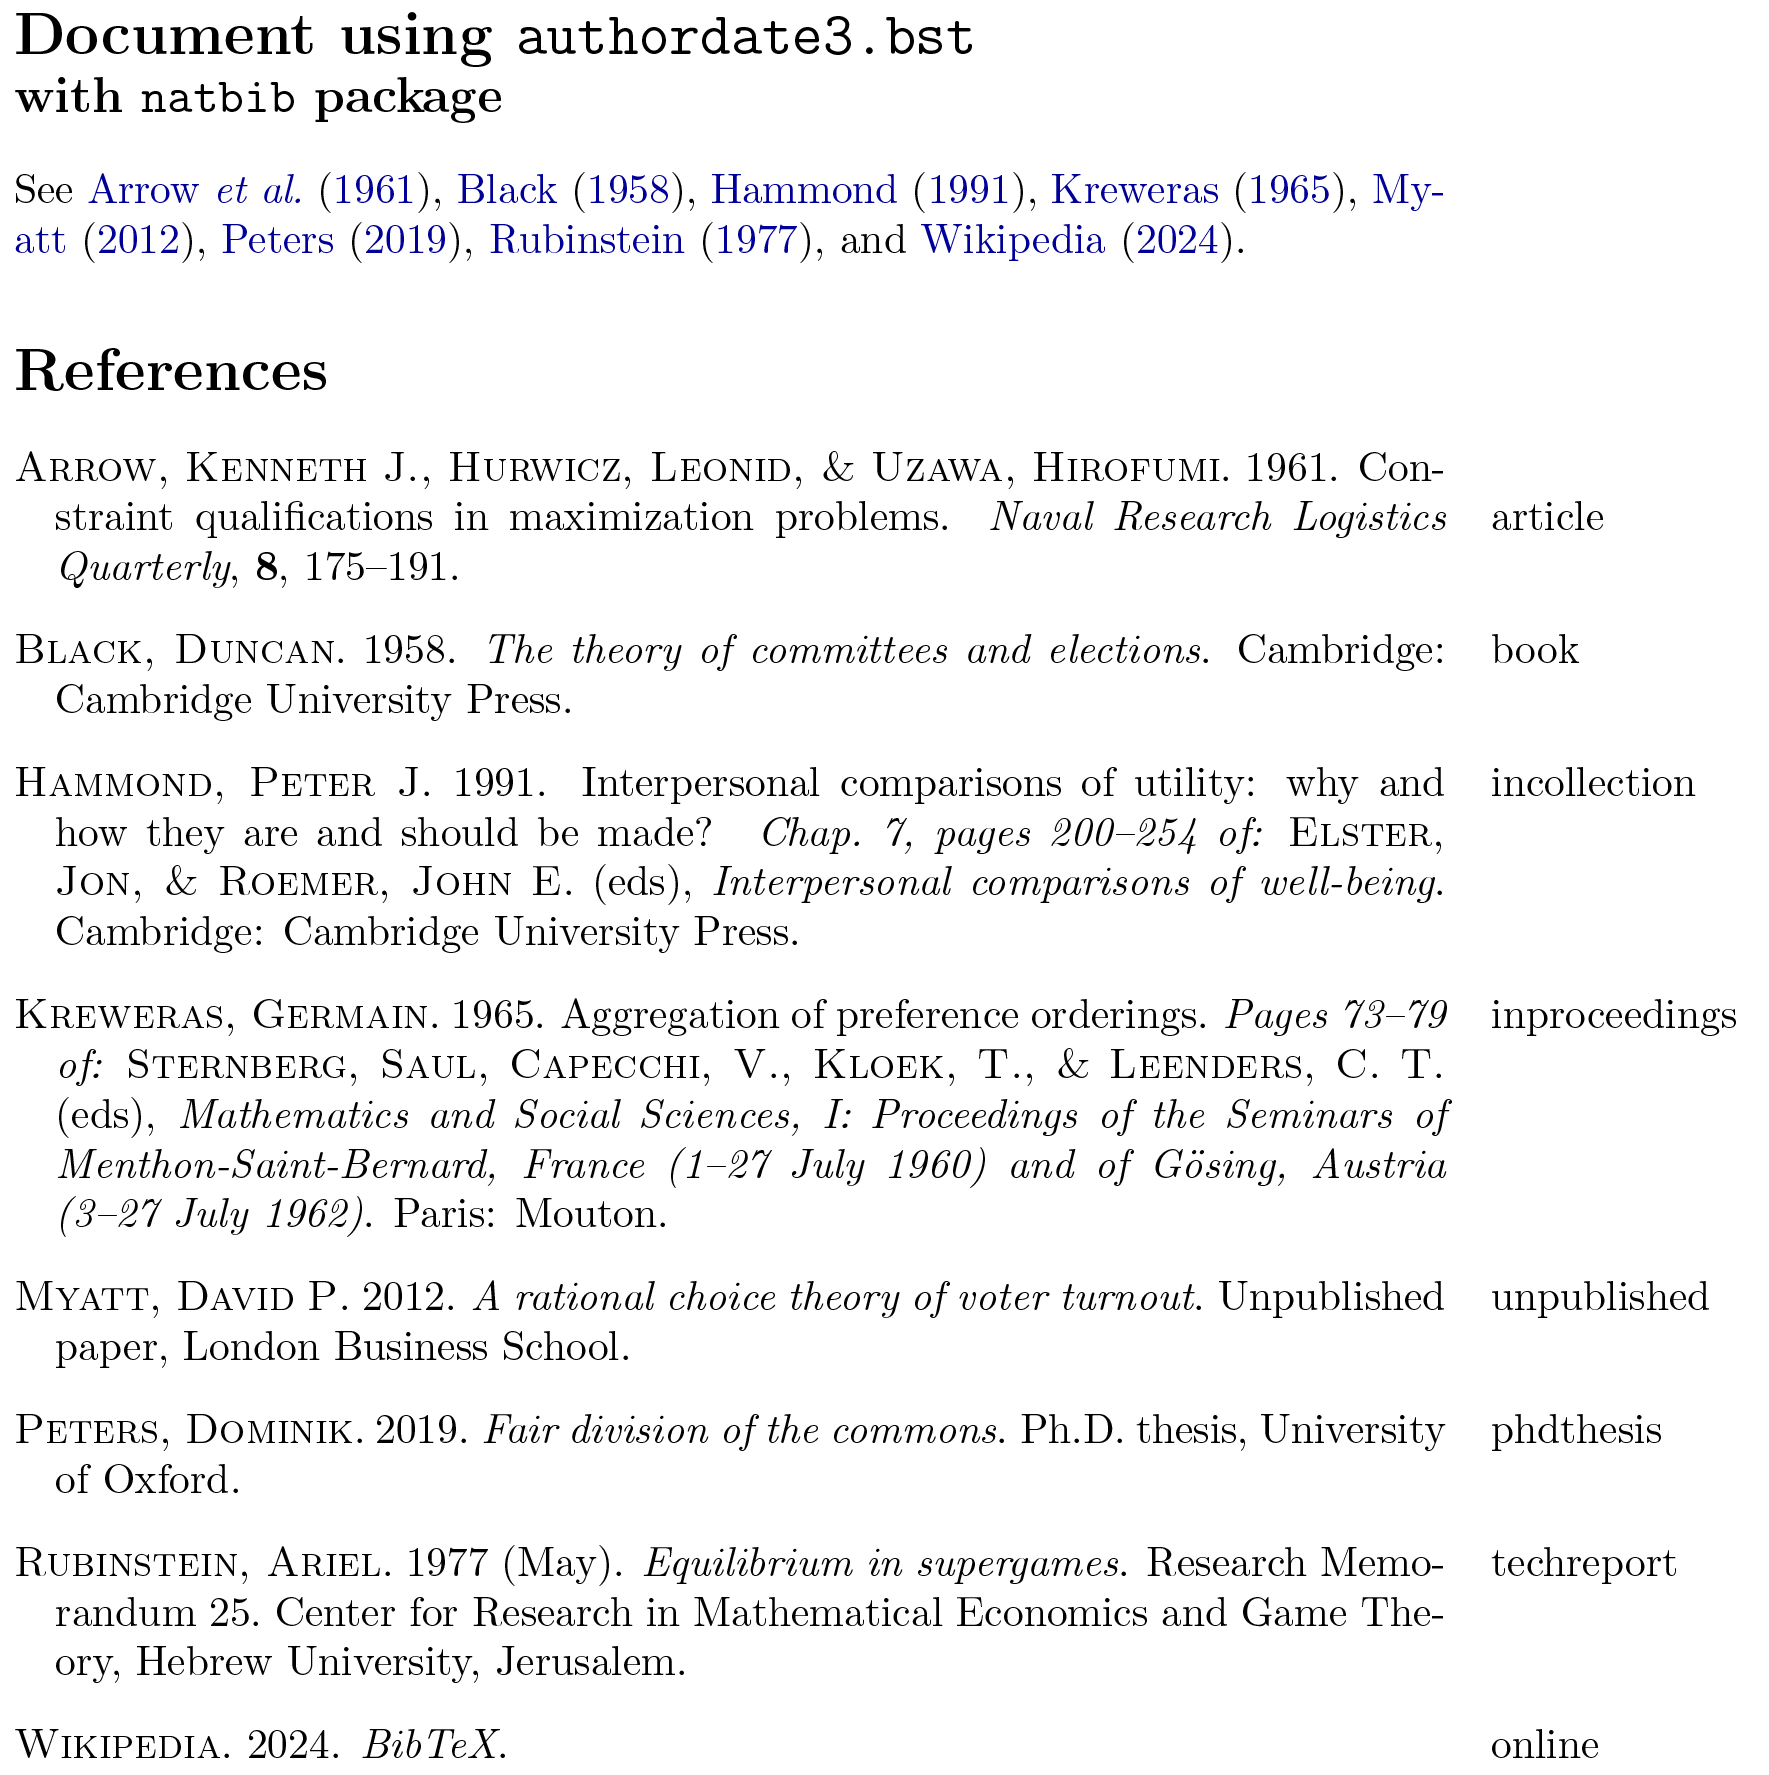 Document using authordate3.bst
with natbib package
See Arrow et al. (1961), Black (1958), Hammond (1991), Kreweras (1965), My-
att (2012), Peters (2019), Rubinstein (1977), and Wikipedia (2024).
References
Arrow, Kenneth J., Hurwicz, Leonid, & Uzawa, Hirofumi. 1961. Con-
straint qualifications in maximization problems. Naval Research Logistics article
Quarterly, 8, 175–191.
Black, Duncan. 1958. The theory of committees and elections. Cambridge: book
Cambridge University Press.
Hammond, Peter J. 1991. Interpersonal comparisons of utility: why and incollection
how they are and should be made? Chap. 7, pages 200–254 of: Elster,
Jon, & Roemer, John E. (eds), Interpersonal comparisons of well-being.
Cambridge: Cambridge University Press.
Kreweras, Germain. 1965. Aggregation of preference orderings. Pages 73–79 inproceedings
of: Sternberg, Saul, Capecchi, V., Kloek, T., & Leenders, C. T.
(eds), Mathematics and Social Sciences, I: Proceedings of the Seminars of
Menthon-Saint-Bernard, France (1–27 July 1960) and of Gösing, Austria
(3–27 July 1962). Paris: Mouton.
Myatt, David P. 2012. A rational choice theory of voter turnout. Unpublished unpublished
paper, London Business School.
Peters, Dominik. 2019. Fair division of the commons. Ph.D. thesis, University phdthesis
of Oxford.
Rubinstein, Ariel. 1977 (May). Equilibrium in supergames. Research Memo- techreport
randum 25. Center for Research in Mathematical Economics and Game The-
ory, Hebrew University, Jerusalem.
Wikipedia. 2024. BibTeX. online